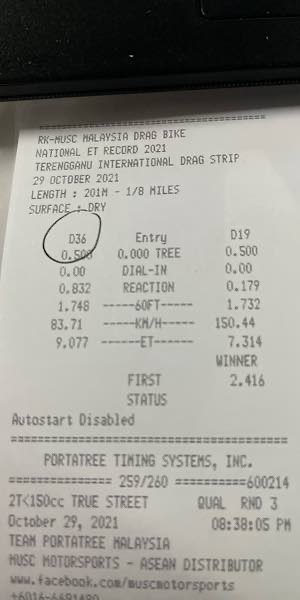 RK-MUSC MALAYSIA DRAG BIKE
NATIONAL ET RECORD 2021
TERENGGANU INTERNATIONAL DRAG STRIP
29 OCTOBER 2021
LENGTH : 201M - 1/8 MILES
SURFACE : DRY
D36 Entry D19
0.500 0.000 TREE 0.500
0.00 DIAL-IN 0.00
0.832 REACTION 0.179
1.748 -----60FT----- 1.732
83.71 -----KM/H----- 150.44
9.077 ------ET------ 7.314
WINNER
FIRST 2.416
STATUS
Autostart Disabled
PORTATREE TIMING SYSTEMS, INC.
=============== 259/260 ==========600214
2T<150cc TRUE STREET QUAL RND 3
October 29, 2021 08:38:05 PM
TEAM PORTATREE MALAYSIA
MUSC MOTORSPORTS - ASEAN DISTRIBUTOR
www.facebook.com/muscmotorsports